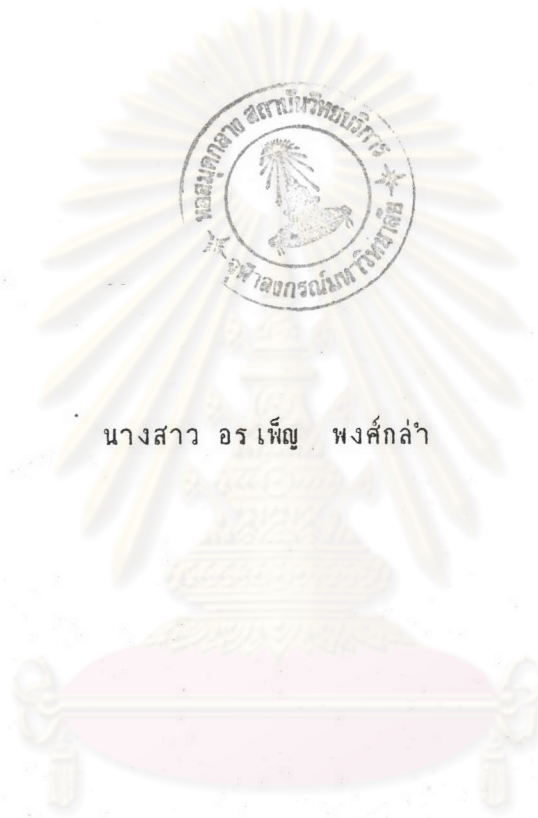 หอสมุดกลาง สถาบันวิทยบริการ
จุฬาลงกรณ์มหาวิทยาลัย
นางสาว อรเพ็ญ พงศ์กล่ำ